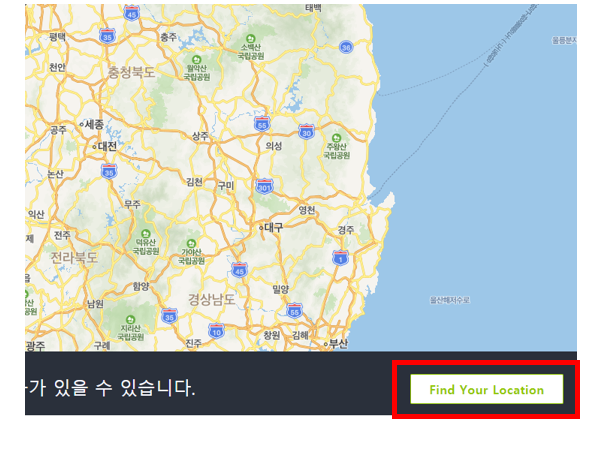 태백
45
평택
35
충주
소백산
국립공원
36
울릉분지
천안
월악산
국립공원
충청북도
공주
세종
55
30
상주
의성
주왕산
국립공원
대전
논산
35
김천
구미
301
무주
영천
익산
대구
경주
제
전주
덕유산
국립공원
가야산
국립공원
1
전라북도
45
함양
밀양
울산해저수로
경상남도
남원
35
55
지리산
국립공원
10
창원
김해
광주
구례
진주
부산
가 있을 수 있습니다.
Find Your Location